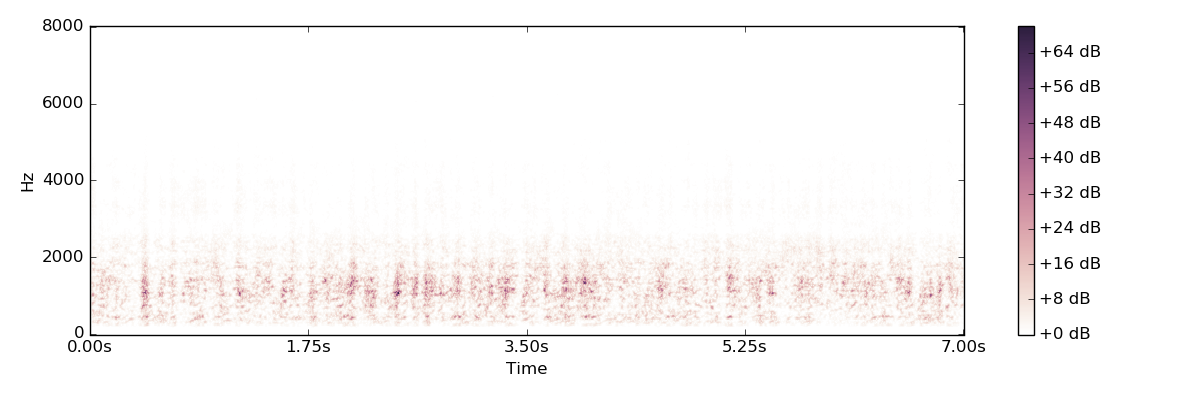 8000
6000
4000
2000
0
Hz
0.00s 1.75s 3.50s 5.25s 7.00s
Time
+64 dB
+56 dB
+48 dB
+40 dB
+32 dB
+24 dB
+16 dB
+8 dB
+0 dB